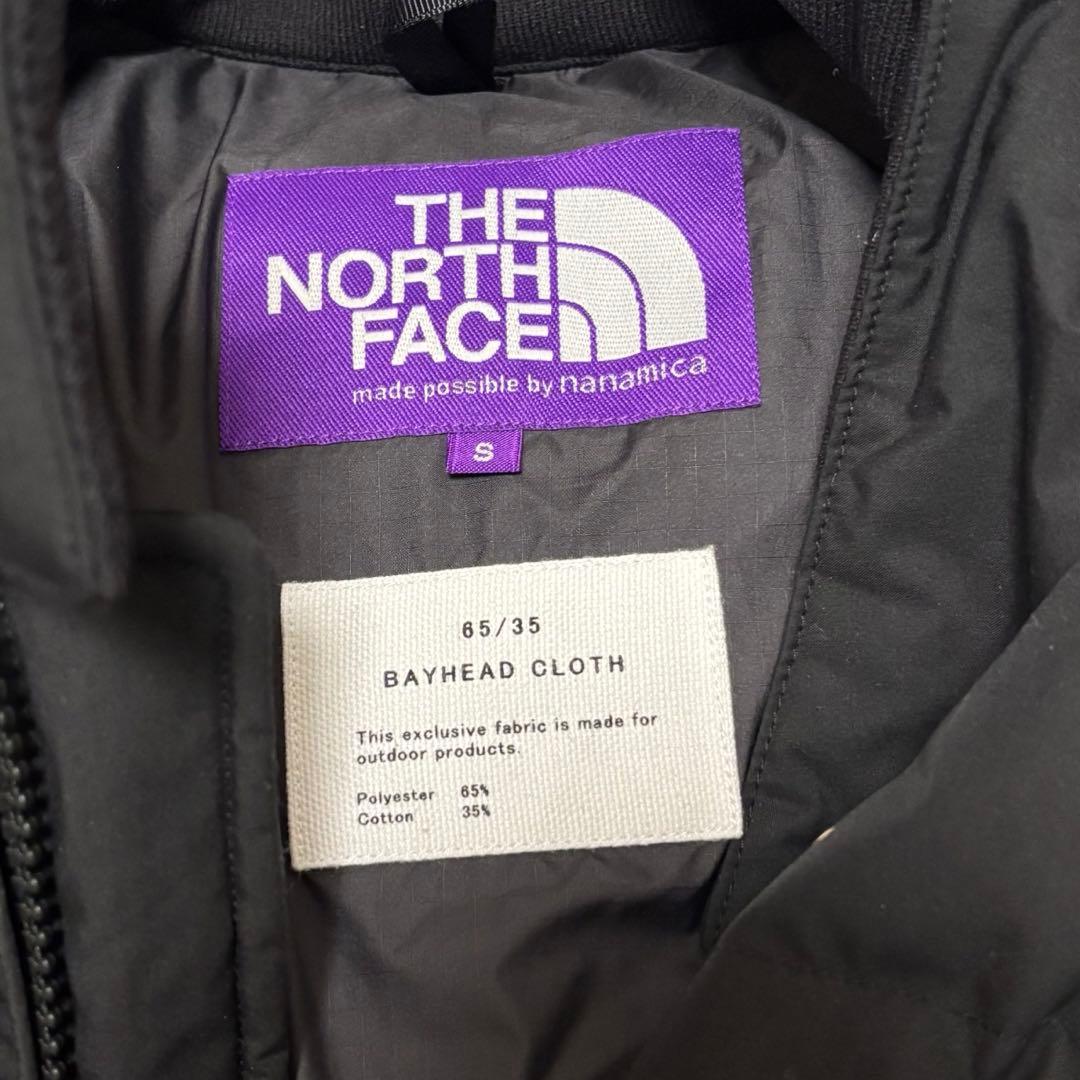 THE
NORTH
FACE
made possible by nanamica
S
65/35
BAYHEAD CLOTH
This exclusive fabric is made for
outdoor products.
Polyester 65%
Cotton 35%